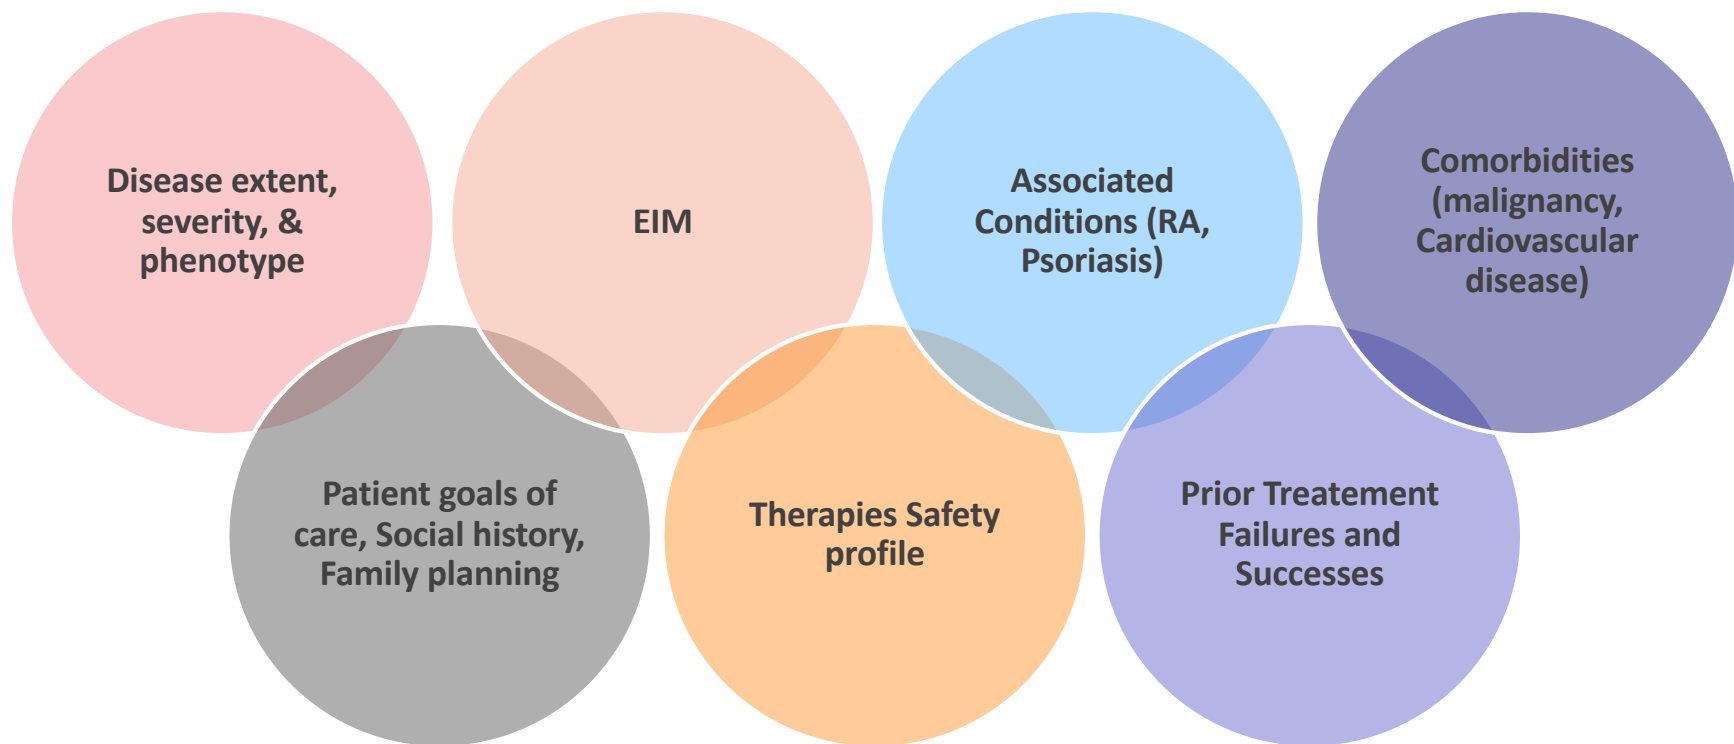 Disease extent,
severity, &
phenotype
EIM
Associated
Conditions (RA,
Psoriasis)
Comorbidities
(malignancy,
Cardiovascular
disease)
Patient goals of
care, Social history,
Family planning
Therapies Safety
profile
Prior Treatement
Failures and
Successes